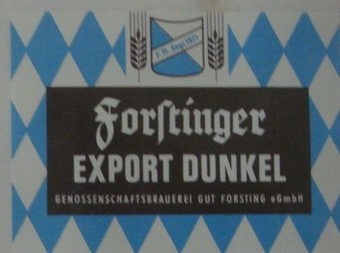 Forstinger
EXPORT DUNKEL
GENOSSENSCHAFTSBRAUEREI GUT FORSTING eGmbH